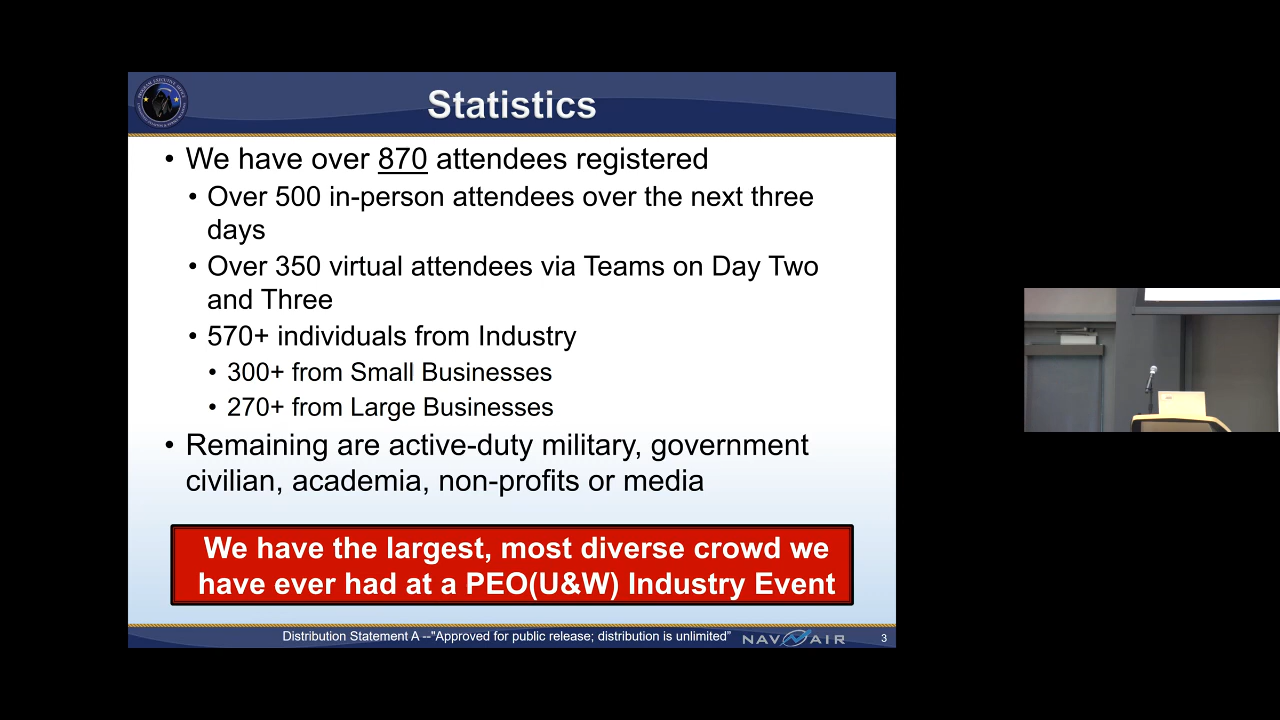 Statistics
• We have over 870 attendees registered
• Over 500 in-person attendees over the next three
days
• Over 350 virtual attendees via Teams on Day Two
and Three
• 570+ individuals from Industry
• 300+ from Small Businesses
• 270+ from Large Businesses
• Remaining are active-duty military, government
civilian, academia, non-profits or media
We have the largest, most diverse crowd we
have ever had at a PEO(U&W) Industry Event
Distribution Statement A --"Approved for public release; distribution is unlimited”
NAVAIR
3